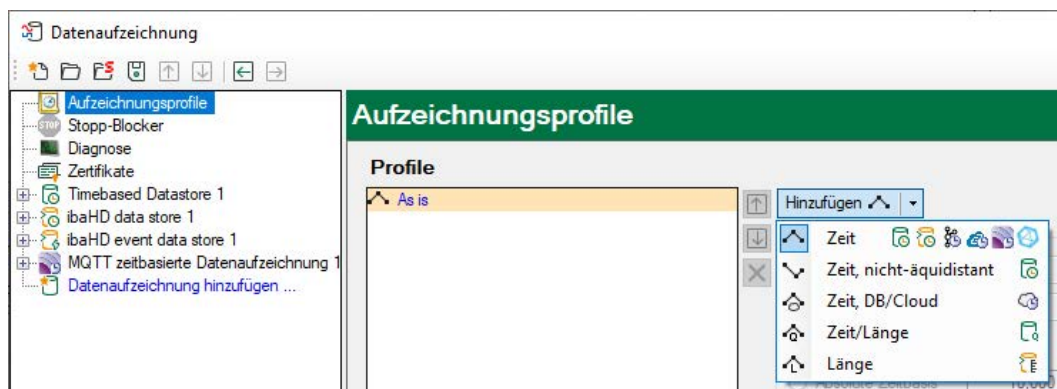 Datenaufzeichnung
Aufzeichnungsprofile
Stopp-Blocker
Diagnose
Zertifikate
Timebased Datastore 1
ibaHD data store 1
ibaHD event data store 1
MQTT zeitbasierte Datenaufzeichnung 1
Datenaufzeichnung hinzufügen ...
Aufzeichnungsprofile
Profile
As is
Hinzufügen
Zeit
Zeit, nicht-äquidistant
Zeit, DB/Cloud
Zeit/Länge
Länge
Absolute Zeitbasis